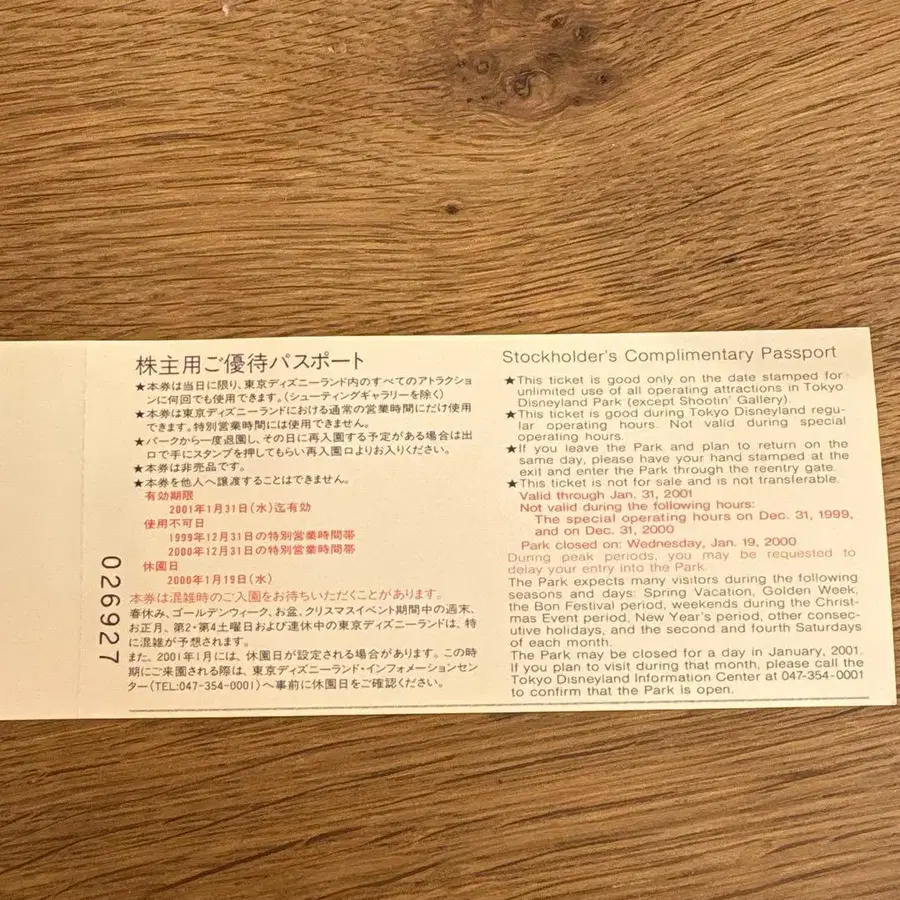 株主用ご優待パスポート
★本券は当日に限り、東京ディズニーランド内のすべてのアトラクショ
ンに何回でも使用できます。(シューティングギャラリーを除く)
★本券は東京ディズニーランドにおける通常の営業時間にだけ使用
できます。特別営業時間には使用できません。
★パークから一度退園し、その日に再入園する予定がある場合は出
口で手にスタンプを押してもらい再入園口よりお入りください。
★本券は非売品です。
★本券を他人へ譲渡することはできません。
有効期限
2001年1月31日(水)迄有効
使用不可日
1999年12月31日の特別営業時間帯
2000年12月31日の特別営業時間帯
休園日
2000年1月19日(水)
本券は混雑時のご入園をお待ちいただくことがあります。
春休み、ゴールデンウィーク、お盆、クリスマスイベント期間中の週末、
お正月、第2・第4土曜日および連休中の東京ディズニーランドは、特
に混雑が予想されます。
また、2001年1月には、休園日が設定される場合があります。この時
期にご来園される際は、東京ディズニーランド・インフォメーションセン
ター(TEL:047-354-0001)へ事前に休園日をご確認ください。
026927
Stockholder's Complimentary Passport
★This ticket is good only on the date stamped for
unlimited use of all operating attractions in Tokyo
Disneyland Park (except Shootin' Gallery).
★This ticket is good during Tokyo Disneyland regu-
lar operating hours. Not valid during special
operating hours.
★If you leave the Park and plan to return on the
same day, please have your hand stamped at the
exit and enter the Park through the reentry gate.
★This ticket is not for sale and is not transferable.
Valid through Jan. 31, 2001
Not valid during the following hours:
The special operating hours on Dec. 31, 1999,
and on Dec. 31, 2000
Park closed on: Wednesday, Jan. 19, 2000
During peak periods, you may be requested to
delay your entry into the Park.
The Park expects many visitors during the following
seasons and days: Spring Vacation, Golden Week,
the Bon Festival period, weekends during the Christ-
mas Event period, New Year's period, other consec-
utive holidays, and the second and fourth Saturdays
of each month.
The Park may be closed for a day in January, 2001.
If you plan to visit during that month, please call the
Tokyo Disneyland Information Center at 047-354-0001
to confirm that the Park is open.